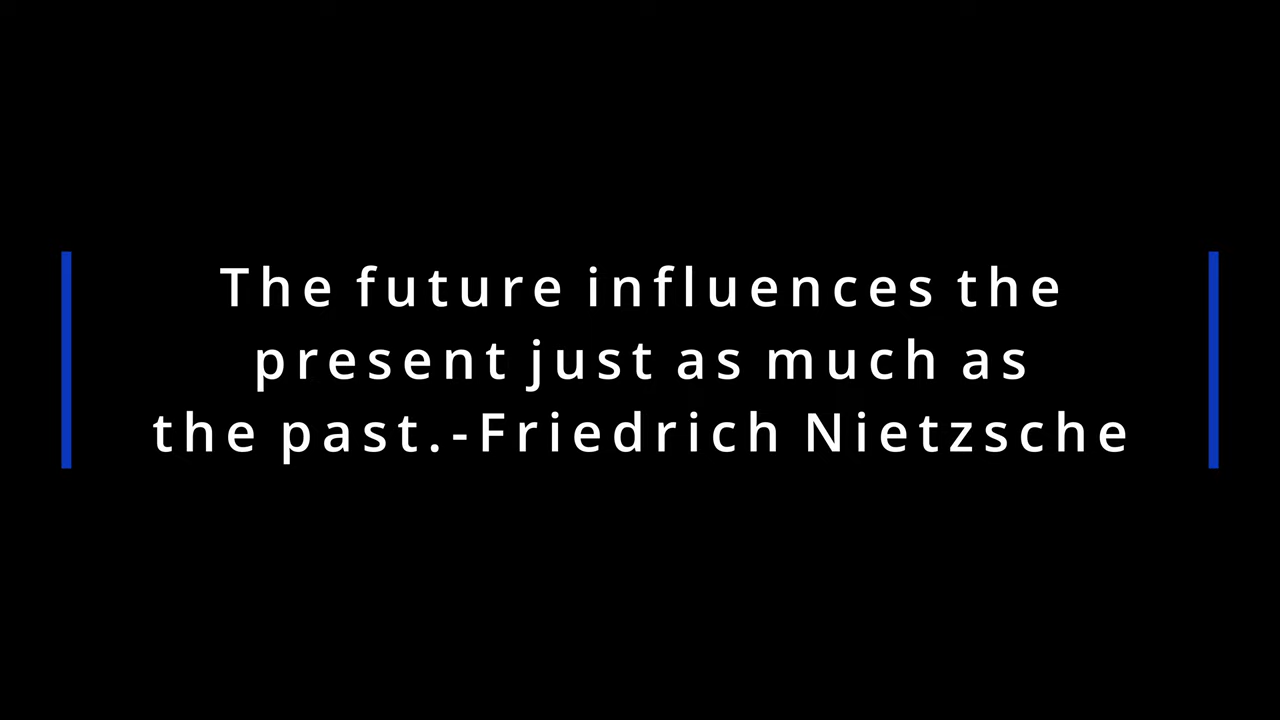 The future influences the
present just as much as
the past.-Friedrich Nietzsche